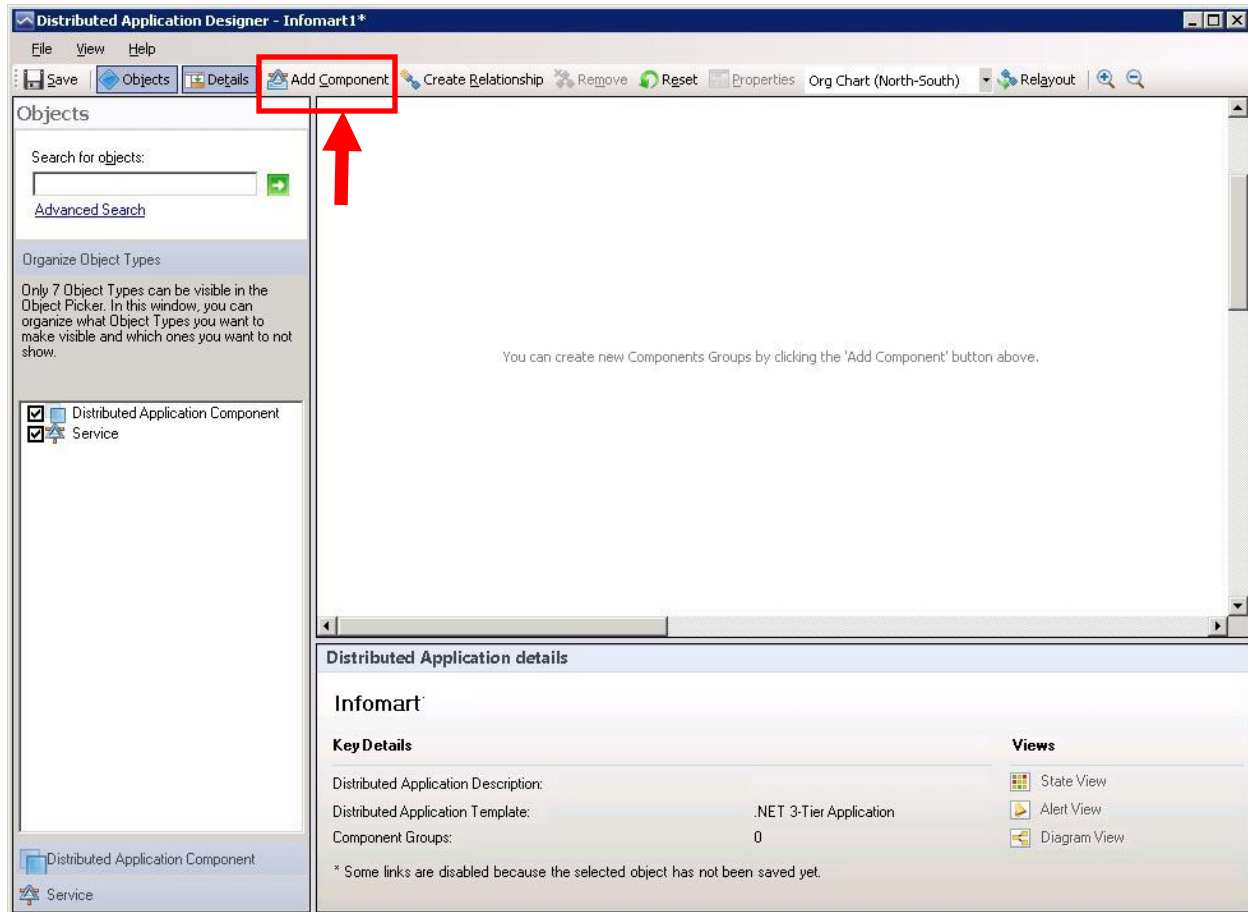 Distributed Application Designer - Infomart1*
File View Help
Save Objects Details Add Component Create Relationship Remove Reset Properties Org Chart (North-South) Relayout
Objects
Search for objects:
Advanced Search
Organize Object Types
Only 7 Object Types can be visible in the
Object Picker. In this window, you can
organize what Object Types you want to
make visible and which ones you want to not
show.
Distributed Application Component
Service
Distributed Application Component
Service
You can create new Components Groups by clicking the 'Add Component' button above.
Distributed Application details
Infomart
Key Details
Distributed Application Description:
Distributed Application Template: .NET 3-Tier Application
Component Groups: 0
* Some links are disabled because the selected object has not been saved yet.
Views
State View
Alert View
Diagram View